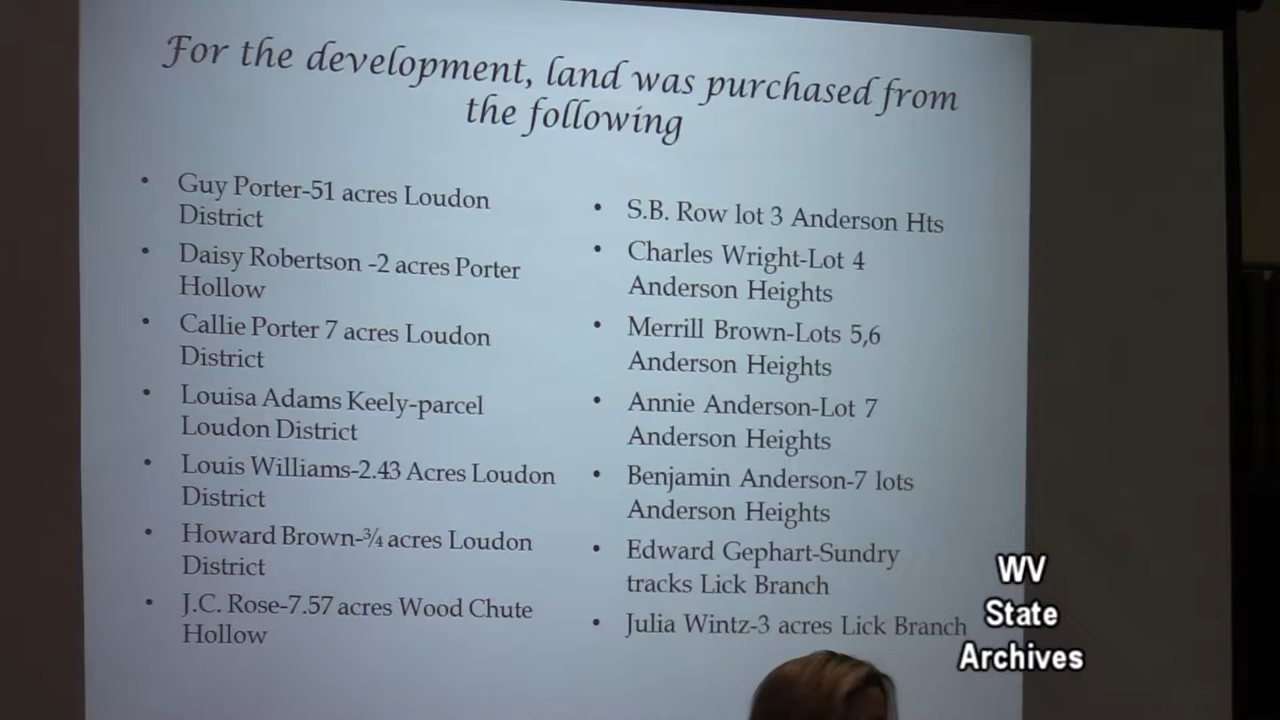 For the development, land was purchased from
the following
• Guy Porter-51 acres Loudon
District
• Daisy Robertson -2 acres Porter
Hollow
• Callie Porter 7 acres Loudon
District
• Louisa Adams Keely-parcel
Loudon District
• Louis Williams-2.43 Acres Loudon
District
• Howard Brown-¾ acres Loudon
District
• J.C. Rose-7.57 acres Wood Chute
Hollow
• S.B. Row lot 3 Anderson Hts
• Charles Wright-Lot 4
Anderson Heights
• Merrill Brown-Lots 5,6
Anderson Heights
• Annie Anderson-Lot 7
Anderson Heights
• Benjamin Anderson-7 lots
Anderson Heights
• Edward Gephart-Sundry
tracks Lick Branch
• Julia Wintz-3 acres Lick Branch
WV
State
Archives